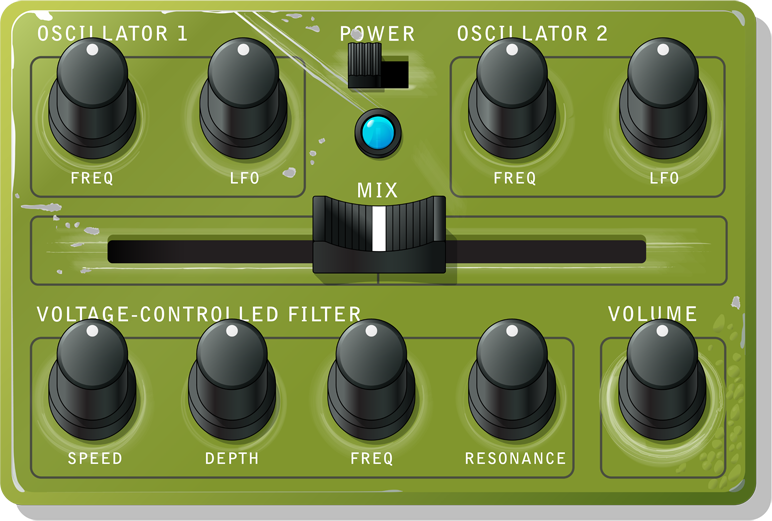 OSCILLATOR 1
POWER
OSCILLATOR 2
FREQ
LFO
FREQ
LFO
MIX
VOLTAGE-CONTROLLED FILTER
VOLUME
SPEED
DEPTH
FREQ
RESONANCE